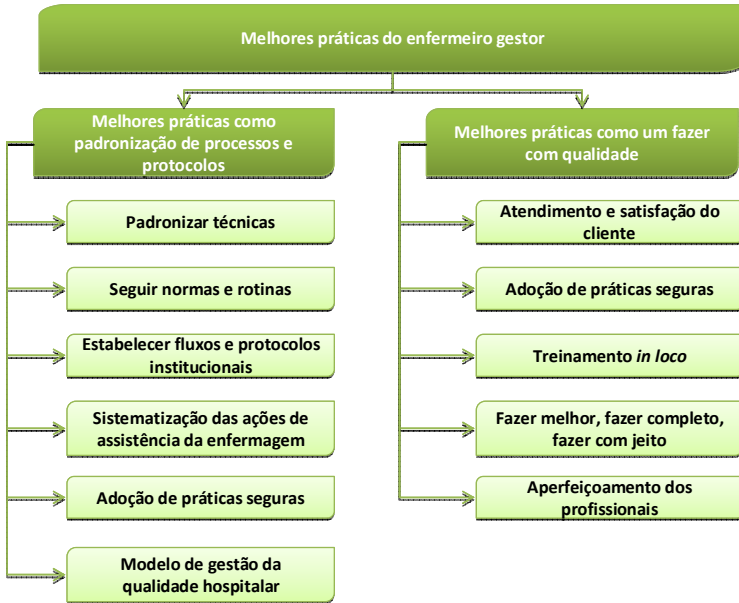 Melhores práticas do enfermeiro gestor
Melhores práticas como
padronização de processos e
protocolos
Padronizar técnicas
Seguir normas e rotinas
Estabelecer fluxos e protocolos
institucionais
Sistematização das ações de
assistência da enfermagem
Adoção de práticas seguras
Modelo de gestão da
qualidade hospitalar
Melhores práticas como um fazer
com qualidade
Atendimento e satisfação do
cliente
Adoção de práticas seguras
Treinamento in loco
Fazer melhor, fazer completo,
fazer com jeito
Aperfeiçoamento dos
profissionais